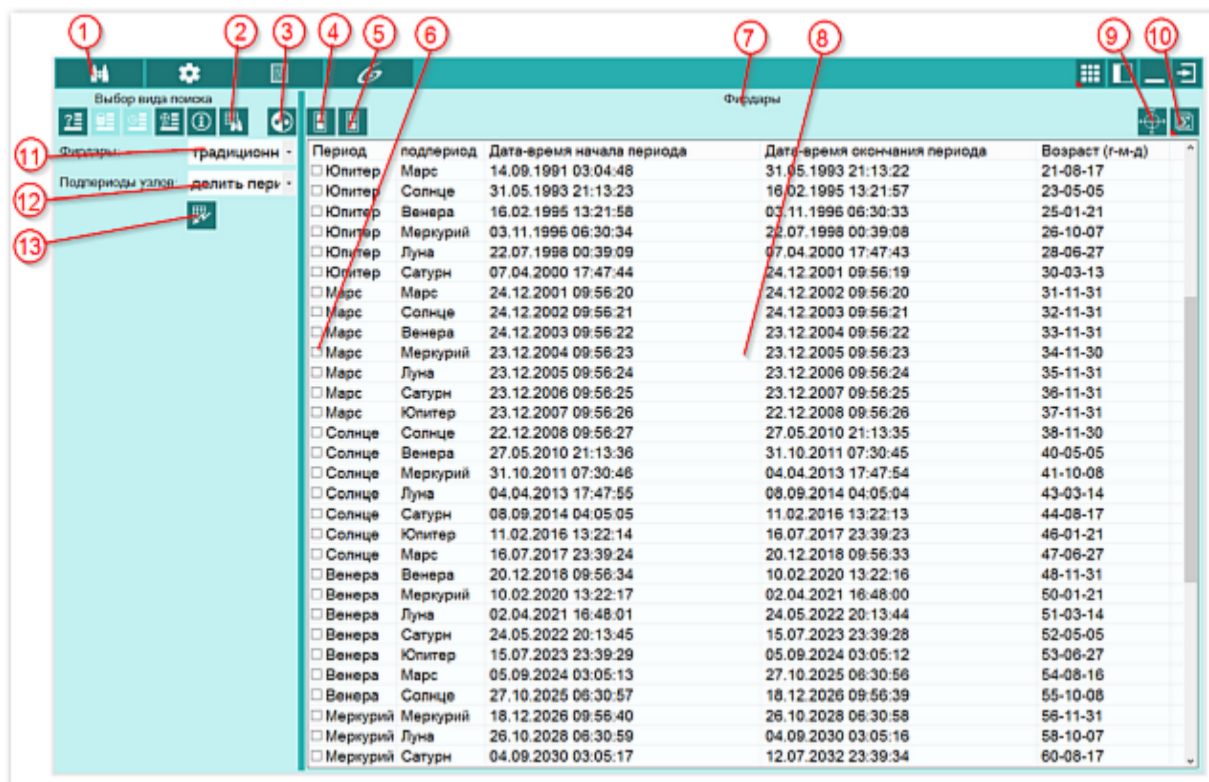 1 2 3 4 5 6 7 8 9 10
Выбор вида поиска
Фирдары
11 Фирдары: традиционн
12 Подпериоды узлов: делить пери
13
Период подпериод Дата-время начала периода Дата-время окончания периода Возраст (г-м-д)
Юпитер Марс 14.09.1991 03:04:48 31.05.1993 21:13:22 21-08-17
Юпитер Солнце 31.05.1993 21:13:23 16.02.1995 13:21:57 23-05-05
Юпитер Венера 16.02.1995 13:21:58 03.11.1996 06:30:33 25-01-21
Юпитер Меркурий 03.11.1996 06:30:34 22.07.1998 00:39:08 26-10-07
Юпитер Луна 22.07.1998 00:39:09 07.04.2000 17:47:43 28-06-27
Юпитер Сатурн 07.04.2000 17:47:44 24.12.2001 09:56:19 30-03-13
Марс Марс 24.12.2001 09:56:20 24.12.2002 09:56:20 31-11-31
Марс Солнце 24.12.2002 09:56:21 24.12.2003 09:56:21 32-11-31
Марс Венера 24.12.2003 09:56:22 23.12.2004 09:56:22 33-11-31
Марс Меркурий 23.12.2004 09:56:23 23.12.2005 09:56:23 34-11-30
Марс Луна 23.12.2005 09:56:24 23.12.2006 09:56:24 35-11-31
Марс Сатурн 23.12.2006 09:56:25 23.12.2007 09:56:25 36-11-31
Марс Юпитер 23.12.2007 09:56:26 22.12.2008 09:56:26 37-11-31
Солнце Солнце 22.12.2008 09:56:27 27.05.2010 21:13:35 38-11-30
Солнце Венера 27.05.2010 21:13:36 31.10.2011 07:30:45 40-05-05
Солнце Меркурий 31.10.2011 07:30:46 04.04.2013 17:47:54 41-10-08
Солнце Луна 04.04.2013 17:47:55 08.09.2014 04:05:04 43-03-14
Солнце Сатурн 08.09.2014 04:05:05 11.02.2016 13:22:13 44-08-17
Солнце Юпитер 11.02.2016 13:22:14 16.07.2017 23:39:23 46-01-21
Солнце Марс 16.07.2017 23:39:24 20.12.2018 09:56:33 47-06-27
Венера Венера 20.12.2018 09:56:34 10.02.2020 13:22:16 48-11-31
Венера Меркурий 10.02.2020 13:22:17 02.04.2021 16:48:00 50-01-21
Венера Луна 02.04.2021 16:48:01 24.05.2022 20:13:44 51-03-14
Венера Сатурн 24.05.2022 20:13:45 15.07.2023 23:39:28 52-05-05
Венера Юпитер 15.07.2023 23:39:29 05.09.2024 03:05:12 53-06-27
Венера Марс 05.09.2024 03:05:13 27.10.2025 06:30:56 54-08-16
Венера Солнце 27.10.2025 06:30:57 18.12.2026 09:56:39 55-10-08
Меркурий Меркурий 18.12.2026 09:56:40 26.10.2028 06:30:58 56-11-31
Меркурий Луна 26.10.2028 06:30:59 04.09.2030 03:05:16 58-10-07
Меркурий Сатурн 04.09.2030 03:05:17 12.07.2032 23:39:34 60-08-17